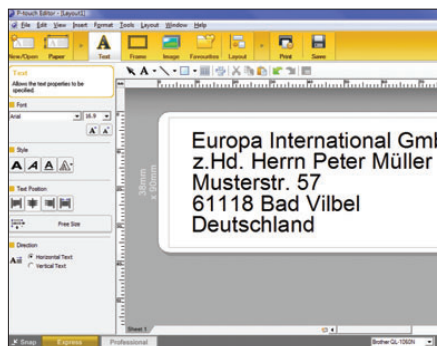 P-touch Editor - [Layout1]
File Edit View Insert Format Tools Layout Window Help
New/Open Paper Text Frame Image Favourites Layout Print Save
Text
Allows the text properties to be
specified.
Font
Arial
A A
Style
A A A A
Text Position
Free Size
Direction
Horizontal Text
Vertical Text
38mm
x 90mm
Europa International Gmb
z.Hd. Herrn Peter Müller
Musterstr. 57
61118 Bad Vilbel
Deutschland
Sheet 1
Snap Express Professional
Brother QL-1060N